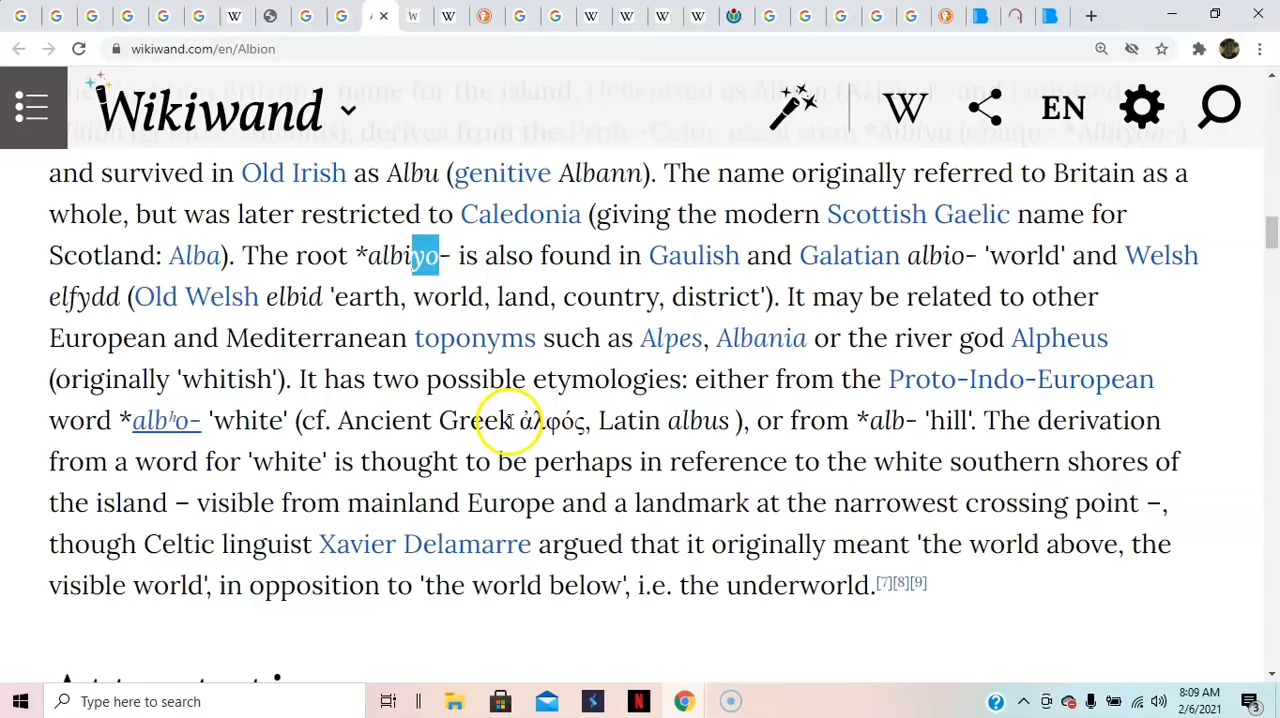 wikiwand.com/en/Albion
Wikiwand
W
EN
and survived in Old Irish as Albu (genitive Albann). The name originally referred to Britain as a
whole, but was later restricted to Caledonia (giving the modern Scottish Gaelic name for
Scotland: Alba). The root *albiyo- is also found in Gaulish and Galatian albio- 'world' and Welsh
elfydd (Old Welsh elbid 'earth, world, land, country, district'). It may be related to other
European and Mediterranean toponyms such as Alpes, Albania or the river god Alpheus
(originally 'whitish'). It has two possible etymologies: either from the Proto-Indo-European
word *albʰo- 'white' (cf. Ancient Greek ἀλφός, Latin albus ), or from *alb- 'hill'. The derivation
from a word for 'white' is thought to be perhaps in reference to the white southern shores of
the island – visible from mainland Europe and a landmark at the narrowest crossing point –,
though Celtic linguist Xavier Delamarre argued that it originally meant 'the world above, the
visible world', in opposition to 'the world below', i.e. the underworld.[7][8][9]
Type here to search
8:09 AM
2/6/2021
3